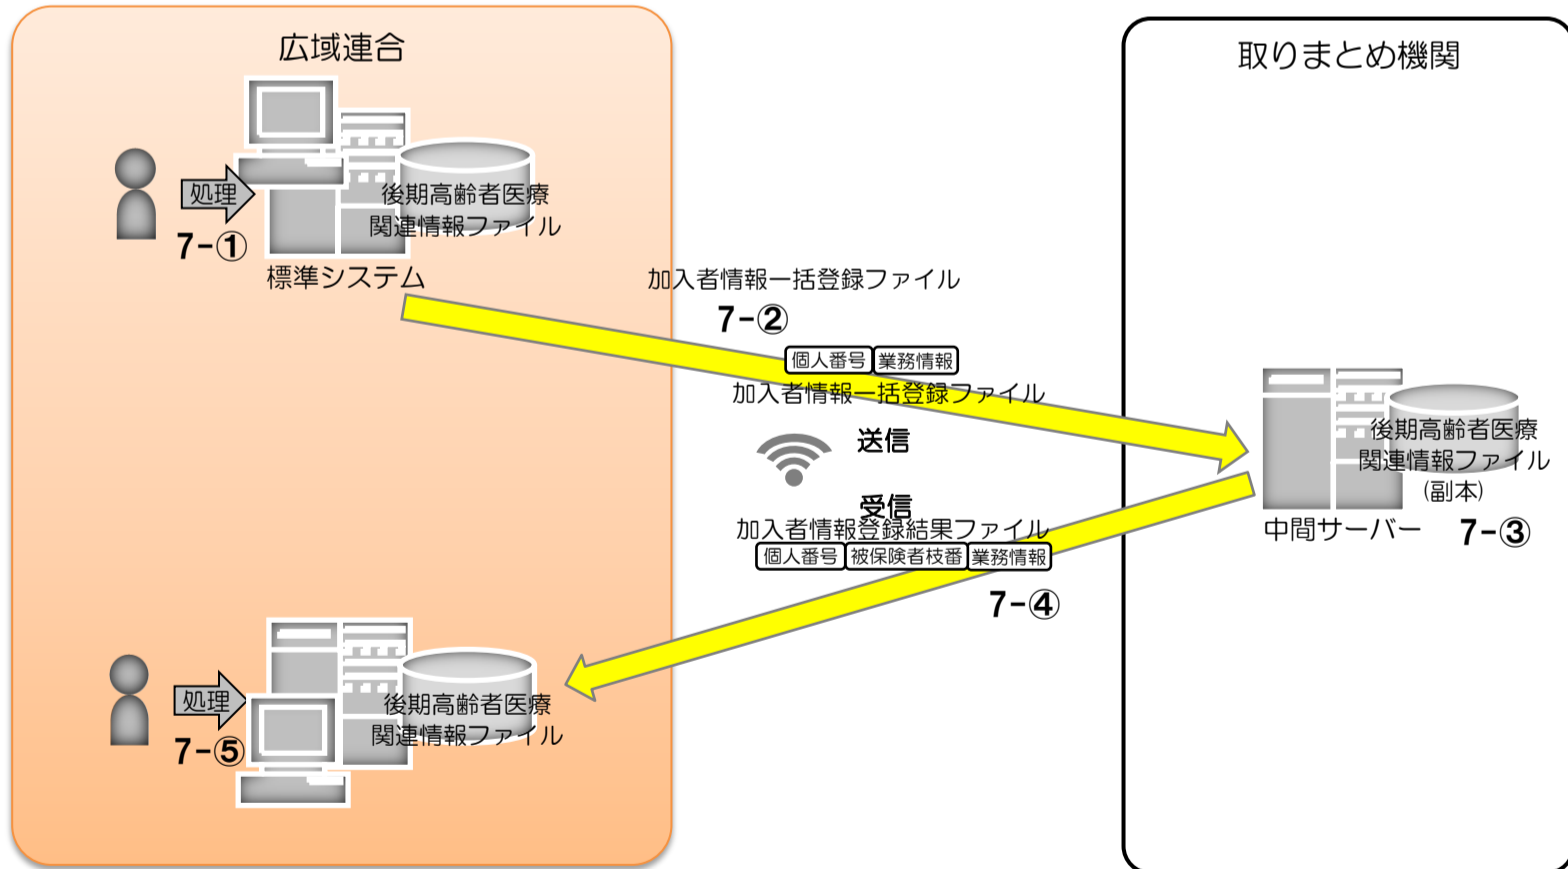 広域連合
取りまとめ機関
処理
7-①
後期高齢者医療
関連情報ファイル
標準システム
加入者情報一括登録ファイル
7-②
個人番号 業務情報
加入者情報一括登録ファイル
送信
受信
加入者情報登録結果ファイル
個人番号 被保険者枝番 業務情報
7-④
後期高齢者医療
関連情報ファイル
(副本)
中間サーバー
7-③
処理
7-⑤
後期高齢者医療
関連情報ファイル